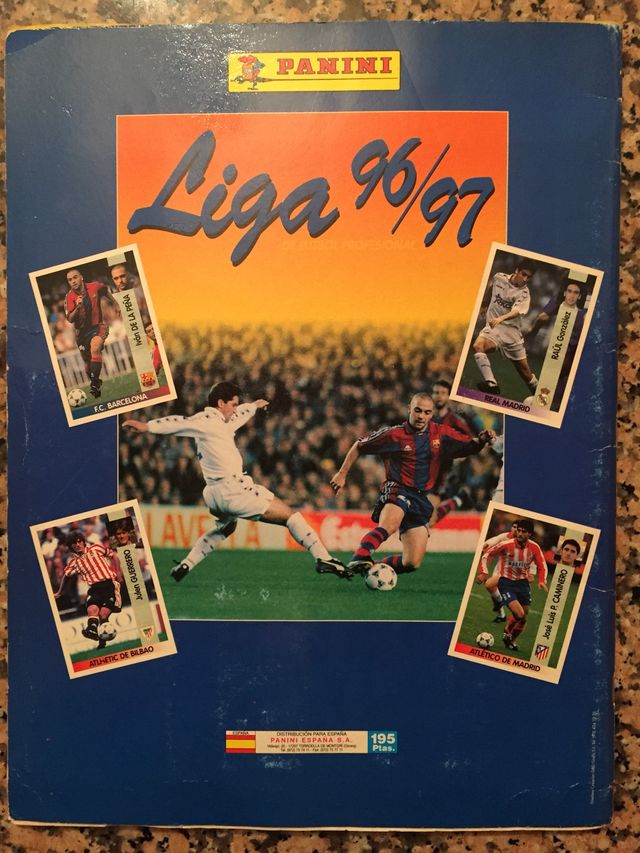 PANINI
Liga 96/97
DE FUTBOL PROFESIONAL
Iván DE LA PEÑA
F.C. BARCELONA
RAÚL González
REAL MADRID
Julen GUERRERO
ATHLETIC DE BILBAO
José Luis P. CAMINERO
ATLÉTICO DE MADRID
ESPAÑA
DISTRIBUCIÓN PARA ESPAÑA
PANINI ESPAÑA S.A.
195
Ptas.